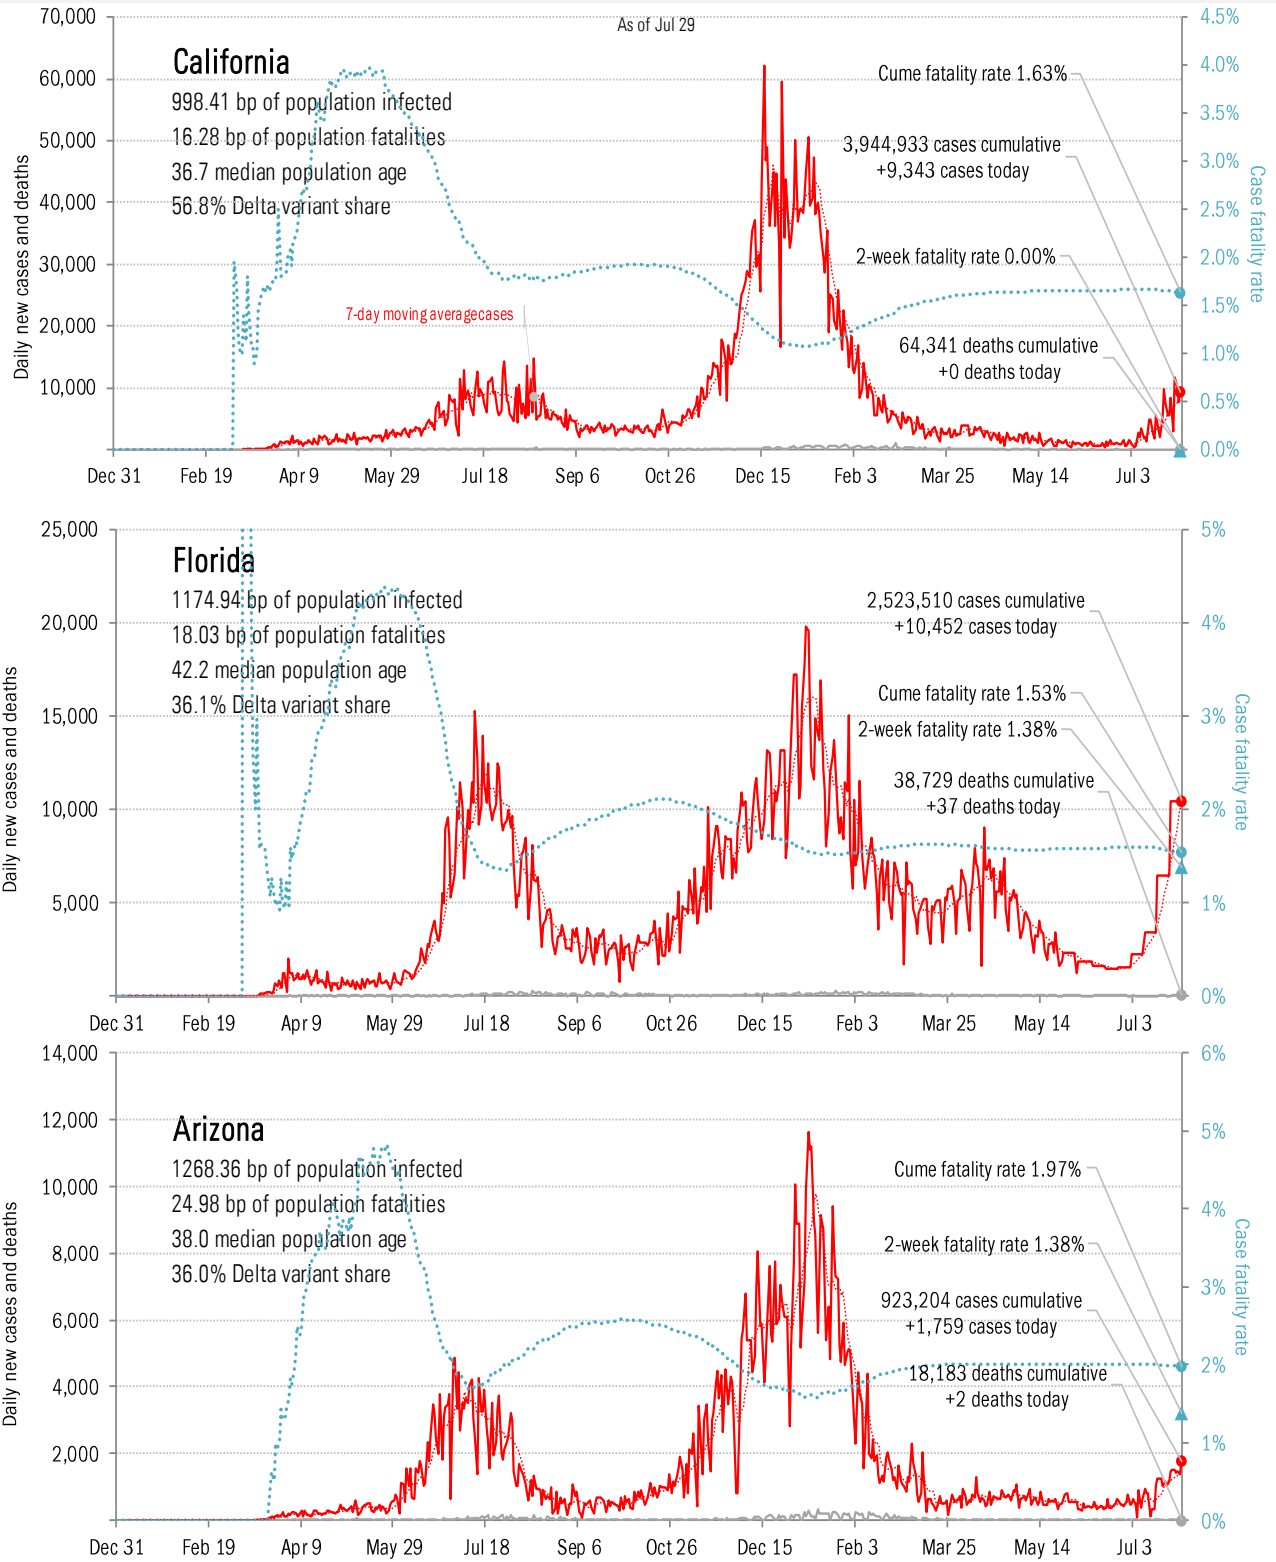 As of Jul 29
70,000
60,000
50,000
40,000
30,000
20,000
10,000
Daily new cases and deaths
California
998.41 bp of population infected
16.28 bp of population fatalities
36.7 median population age
56.8% Delta variant share
7-day moving average cases
Cume fatality rate 1.63%
3,944,933 cases cumulative
+9,343 cases today
2-week fatality rate 0.00%
64,341 deaths cumulative
+0 deaths today
4.5%
4.0%
3.5%
3.0%
2.5%
2.0%
1.5%
1.0%
0.5%
0.0%
Case fatality rate
Dec 31 Feb 19 Apr 9 May 29 Jul 18 Sep 6 Oct 26 Dec 15 Feb 3 Mar 25 May 14 Jul 3
25,000
20,000
15,000
10,000
5,000
Daily new cases and deaths
Florida
1174.94 bp of population infected
18.03 bp of population fatalities
42.2 median population age
36.1% Delta variant share
2,523,510 cases cumulative
+10,452 cases today
Cume fatality rate 1.53%
2-week fatality rate 1.38%
38,729 deaths cumulative
+37 deaths today
5%
4%
3%
2%
1%
0%
Case fatality rate
Dec 31 Feb 19 Apr 9 May 29 Jul 18 Sep 6 Oct 26 Dec 15 Feb 3 Mar 25 May 14 Jul 3
14,000
12,000
10,000
8,000
6,000
4,000
2,000
Daily new cases and deaths
Arizona
1268.36 bp of population infected
24.98 bp of population fatalities
38.0 median population age
36.0% Delta variant share
Cume fatality rate 1.97%
2-week fatality rate 1.38%
923,204 cases cumulative
+1,759 cases today
18,183 deaths cumulative
+2 deaths today
6%
5%
4%
3%
2%
1%
0%
Case fatality rate
Dec 31 Feb 19 Apr 9 May 29 Jul 18 Sep 6 Oct 26 Dec 15 Feb 3 Mar 25 May 14 Jul 3